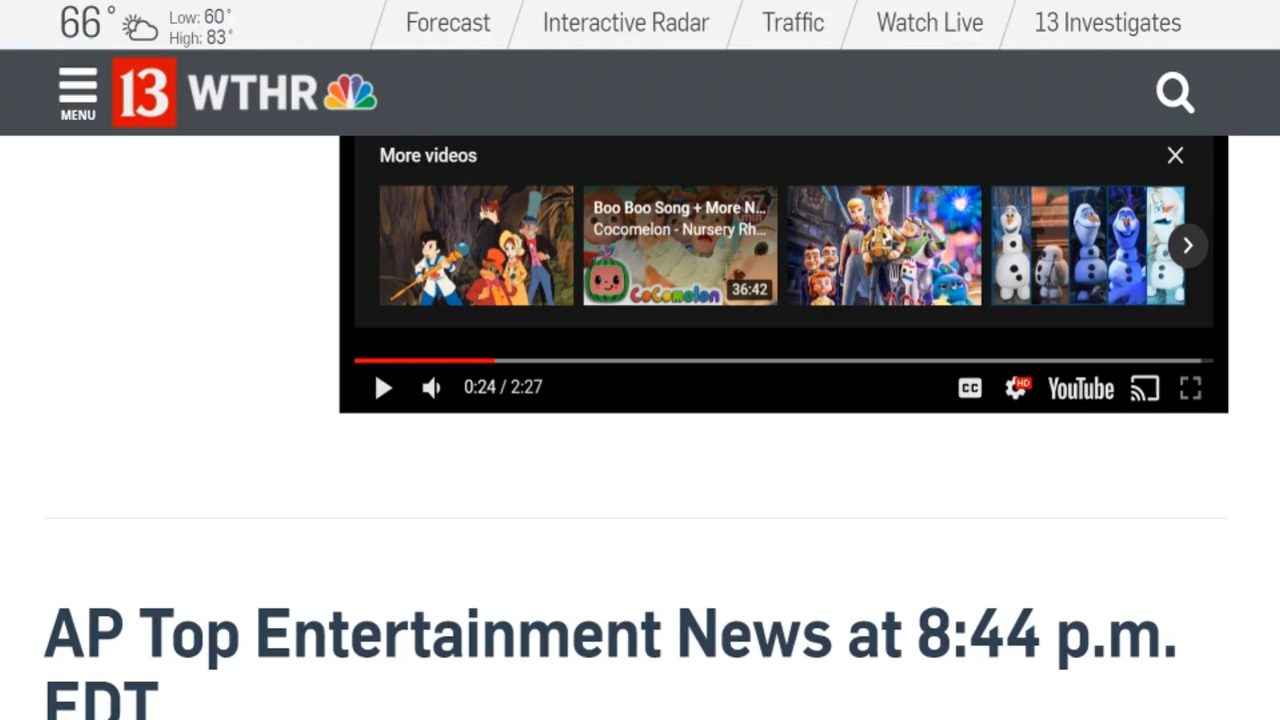 66°
Low: 60°
High: 83°
Forecast
Interactive Radar
Traffic
Watch Live
13 Investigates
MENU
13 WTHR
More videos
Boo Boo Song + More N...
Cocomelon - Nursery Rh...
CoComelon
36:42
0:24 / 2:27
CC
HD
YouTube
AP Top Entertainment News at 8:44 p.m.
EDT